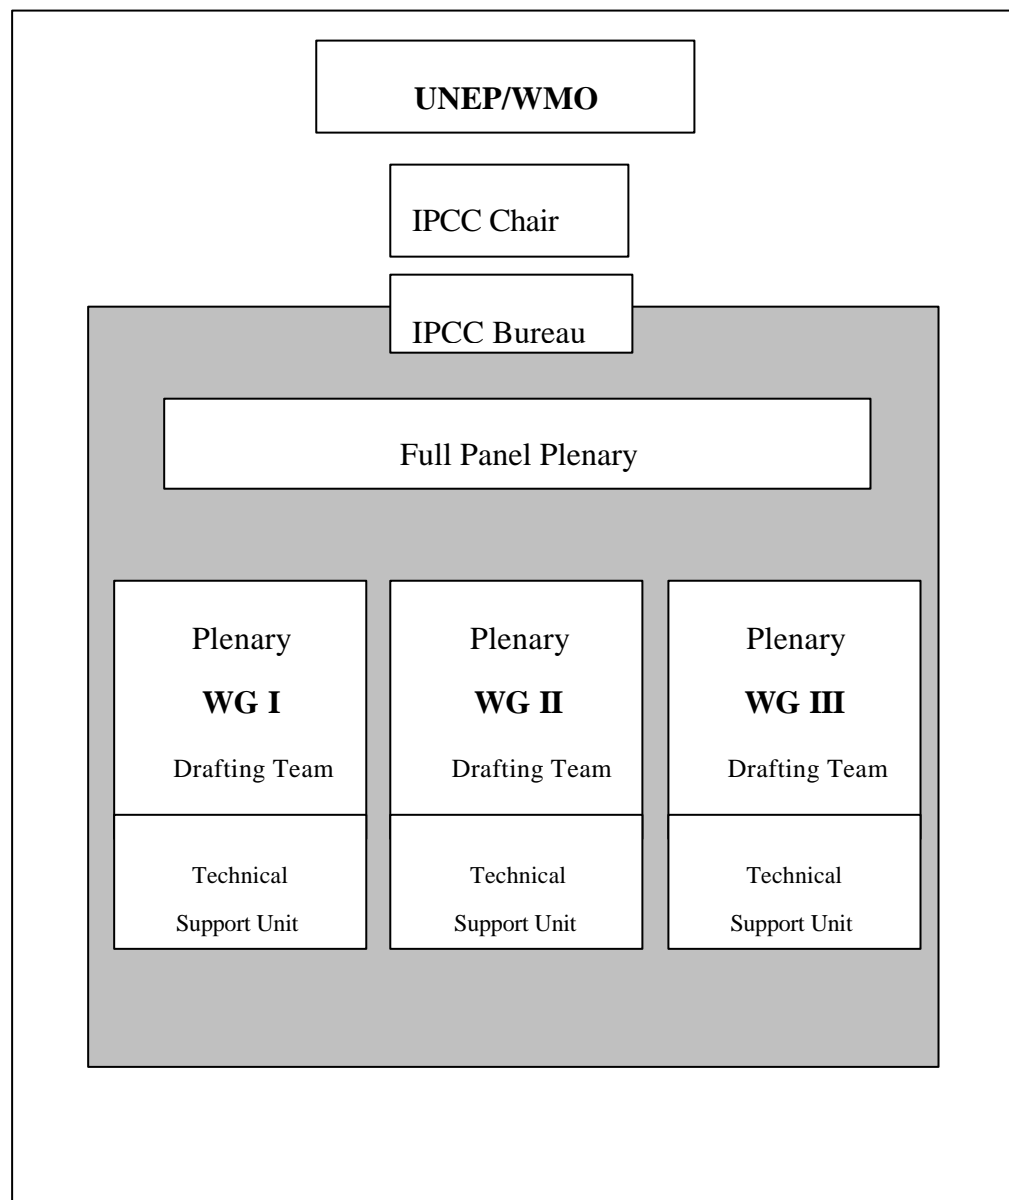 UNEP/WMO
IPCC Chair
IPCC Bureau
Full Panel Plenary
Plenary
WG I
Drafting Team
Technical
Support Unit
Plenary
WG II
Drafting Team
Technical
Support Unit
Plenary
WG III
Drafting Team
Technical
Support Unit